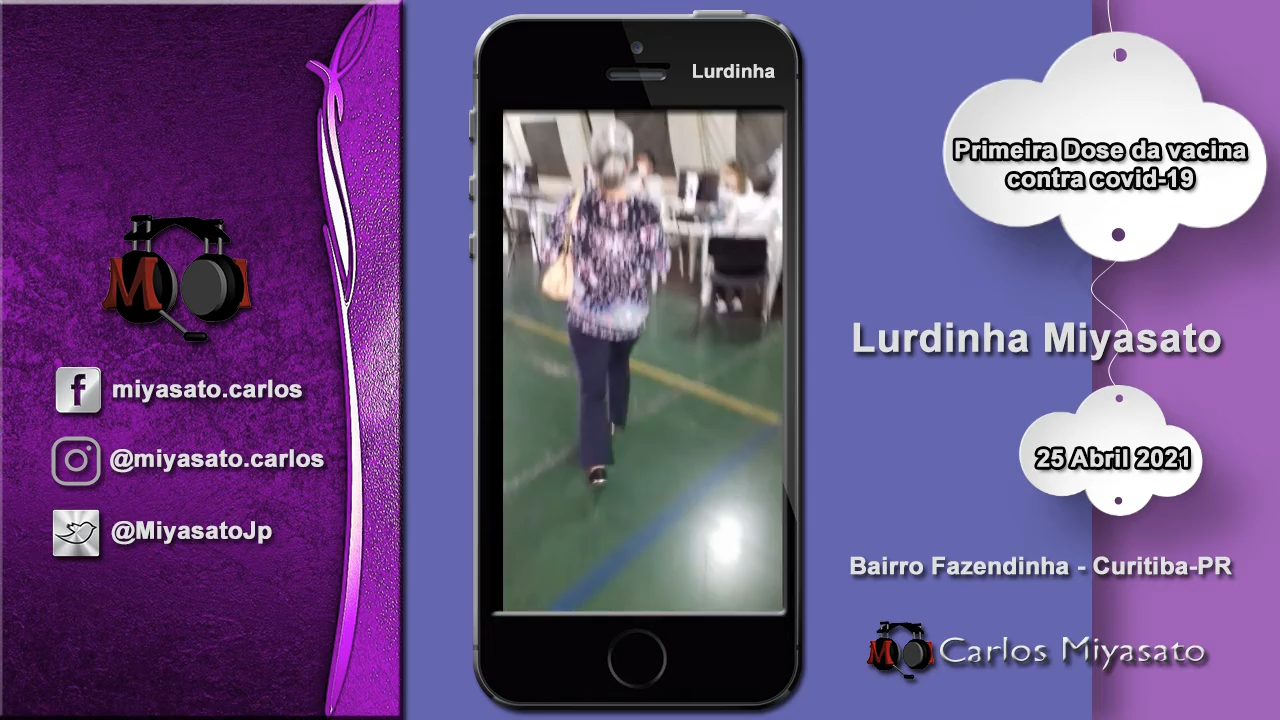 Lurdinha
Primeira Dose da vacina
contra covid-19
Lurdinha Miyasato
25 Abril 2021
Bairro Fazendinha - Curitiba-PR
Carlos Miyasato
M
f
miyasato.carlos
@miyasato.carlos
@MiyasatoJp